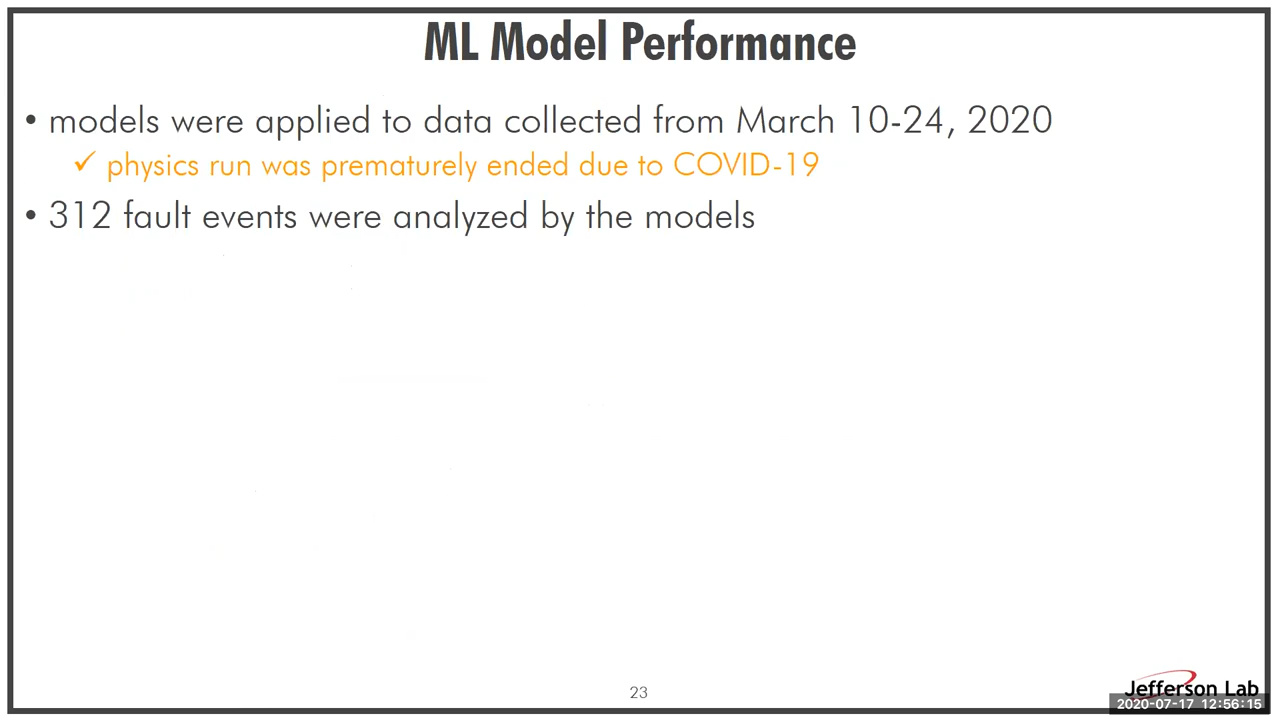 ML Model Performance
• models were applied to data collected from March 10-24, 2020
✓ physics run was prematurely ended due to COVID-19
• 312 fault events were analyzed by the models
23
Jefferson Lab
2020-07-17 12:56:15